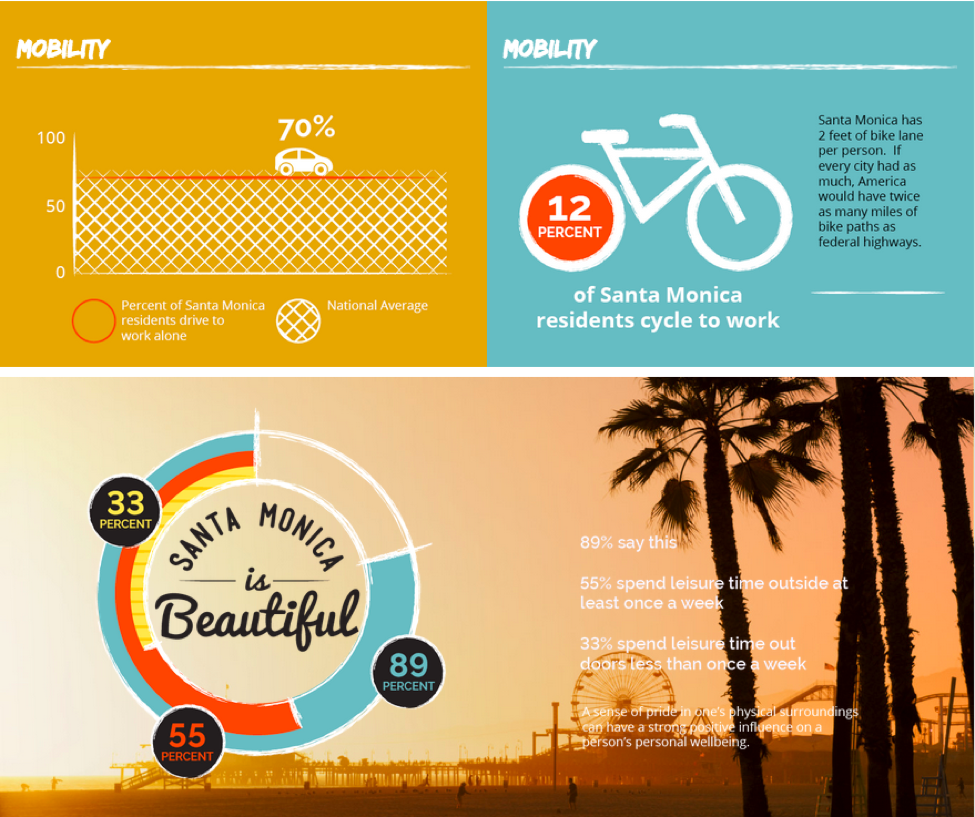 MOBILITY
70%
100
50
0
Percent of Santa Monica
residents drive to
work alone
National Average
MOBILITY
12
PERCENT
of Santa Monica
residents cycle to work
Santa Monica has
2 feet of bike lane
per person.  If
every city had as
much, America
would have twice
as many miles of
bike paths as
federal highways.
33
PERCENT
SANTA MONICA
is
Beautiful
89
PERCENT
55
PERCENT
89% say this
55% spend leisure time outside at
least once a week
33% spend leisure time out
doors less than once a week
A sense of pride in one's physical surroundings
can have a strong positive influence on a
person's personal wellbeing.